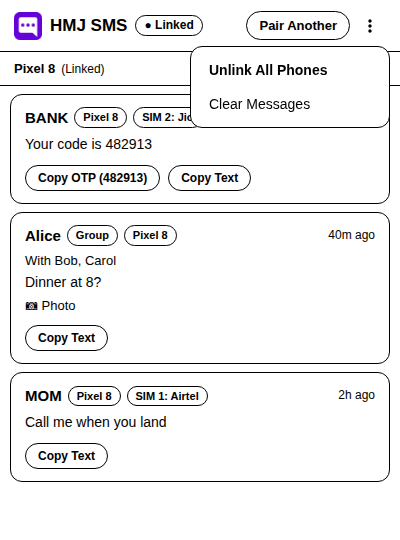 HMJ SMS ● Linked Pair Another
Pixel 8 (Linked)
Unlink All Phones
Clear Messages
BANK Pixel 8 SIM 2:
Your code is 482913
Copy OTP (482913) Copy Text
Alice Group Pixel 8 40m ago
With Bob, Carol
Dinner at 8?
📷 Photo
Copy Text
MOM Pixel 8 SIM 1: Airtel 2h ago
Call me when you land
Copy Text